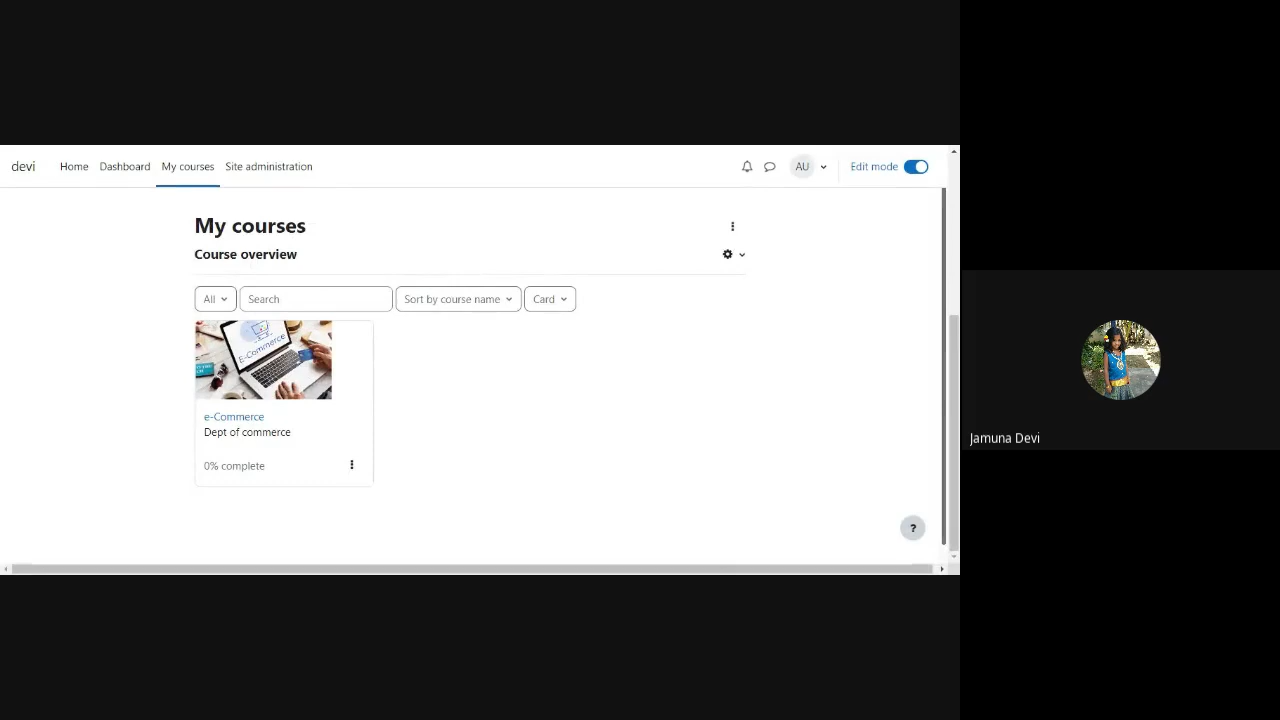 devi Home Dashboard My courses Site administration AU Edit mode
My courses
Course overview
All Search Sort by course name Card
E-Commerce
e-Commerce
Dept of commerce
0% complete
?
Jamuna Devi